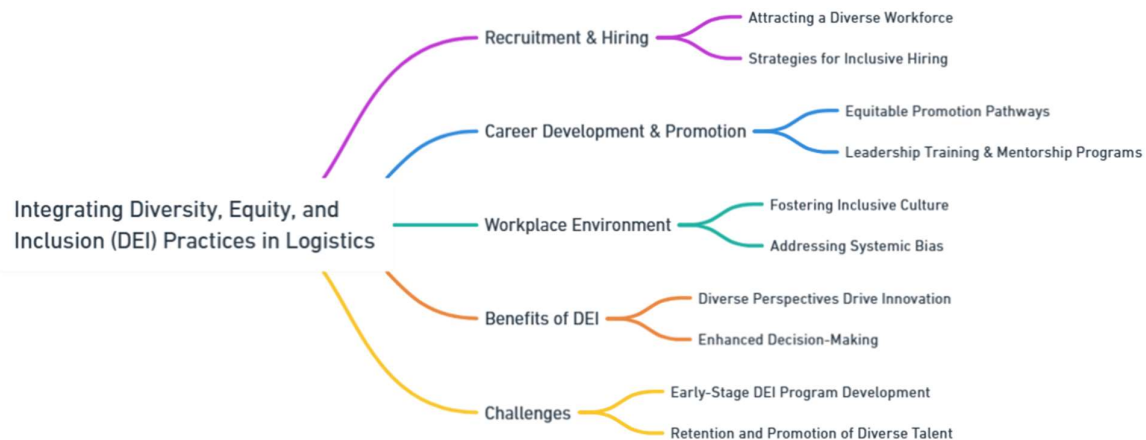 Integrating Diversity, Equity, and
Inclusion (DEI) Practices in Logistics
Recruitment & Hiring
Attracting a Diverse Workforce
Strategies for Inclusive Hiring
Career Development & Promotion
Equitable Promotion Pathways
Leadership Training & Mentorship Programs
Workplace Environment
Fostering Inclusive Culture
Addressing Systemic Bias
Benefits of DEI
Diverse Perspectives Drive Innovation
Enhanced Decision-Making
Challenges
Early-Stage DEI Program Development
Retention and Promotion of Diverse Talent